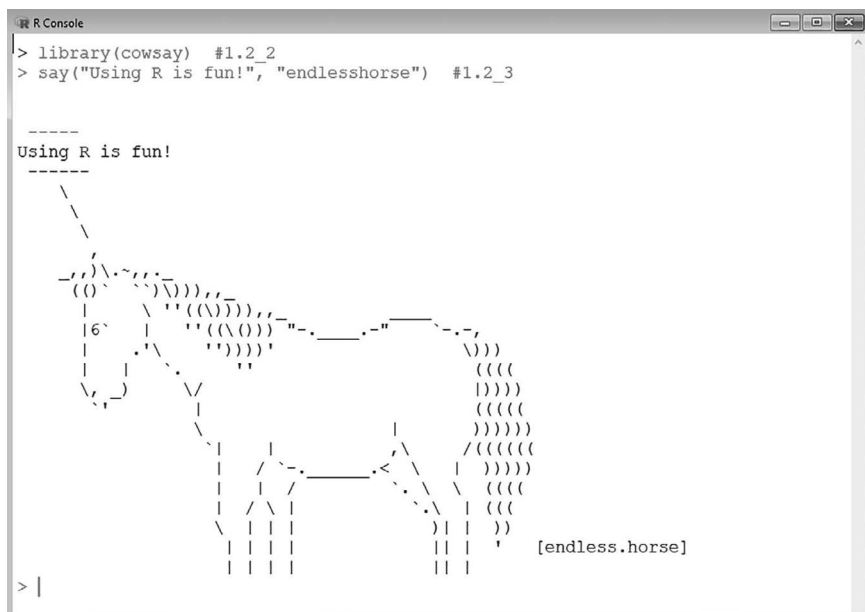 R Console
> library(cowsay)  #1.2_2
> say("Using R is fun!", "endlesshorse")  #1.2_3
-----
Using R is fun!
------
[endless.horse]
>